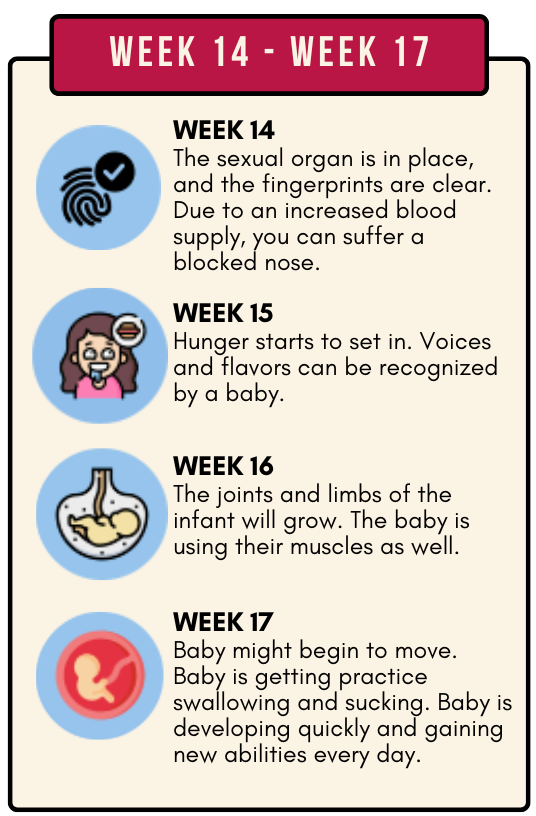 WEEK 14 - WEEK 17
WEEK 14
The sexual organ is in place,
and the fingerprints are clear.
Due to an increased blood
supply, you can suffer a
blocked nose.
WEEK 15
Hunger starts to set in. Voices
and flavors can be recognized
by a baby.
WEEK 16
The joints and limbs of the
infant will grow. The baby is
using their muscles as well.
WEEK 17
Baby might begin to move.
Baby is getting practice
swallowing and sucking. Baby is
developing quickly and gaining
new abilities every day.